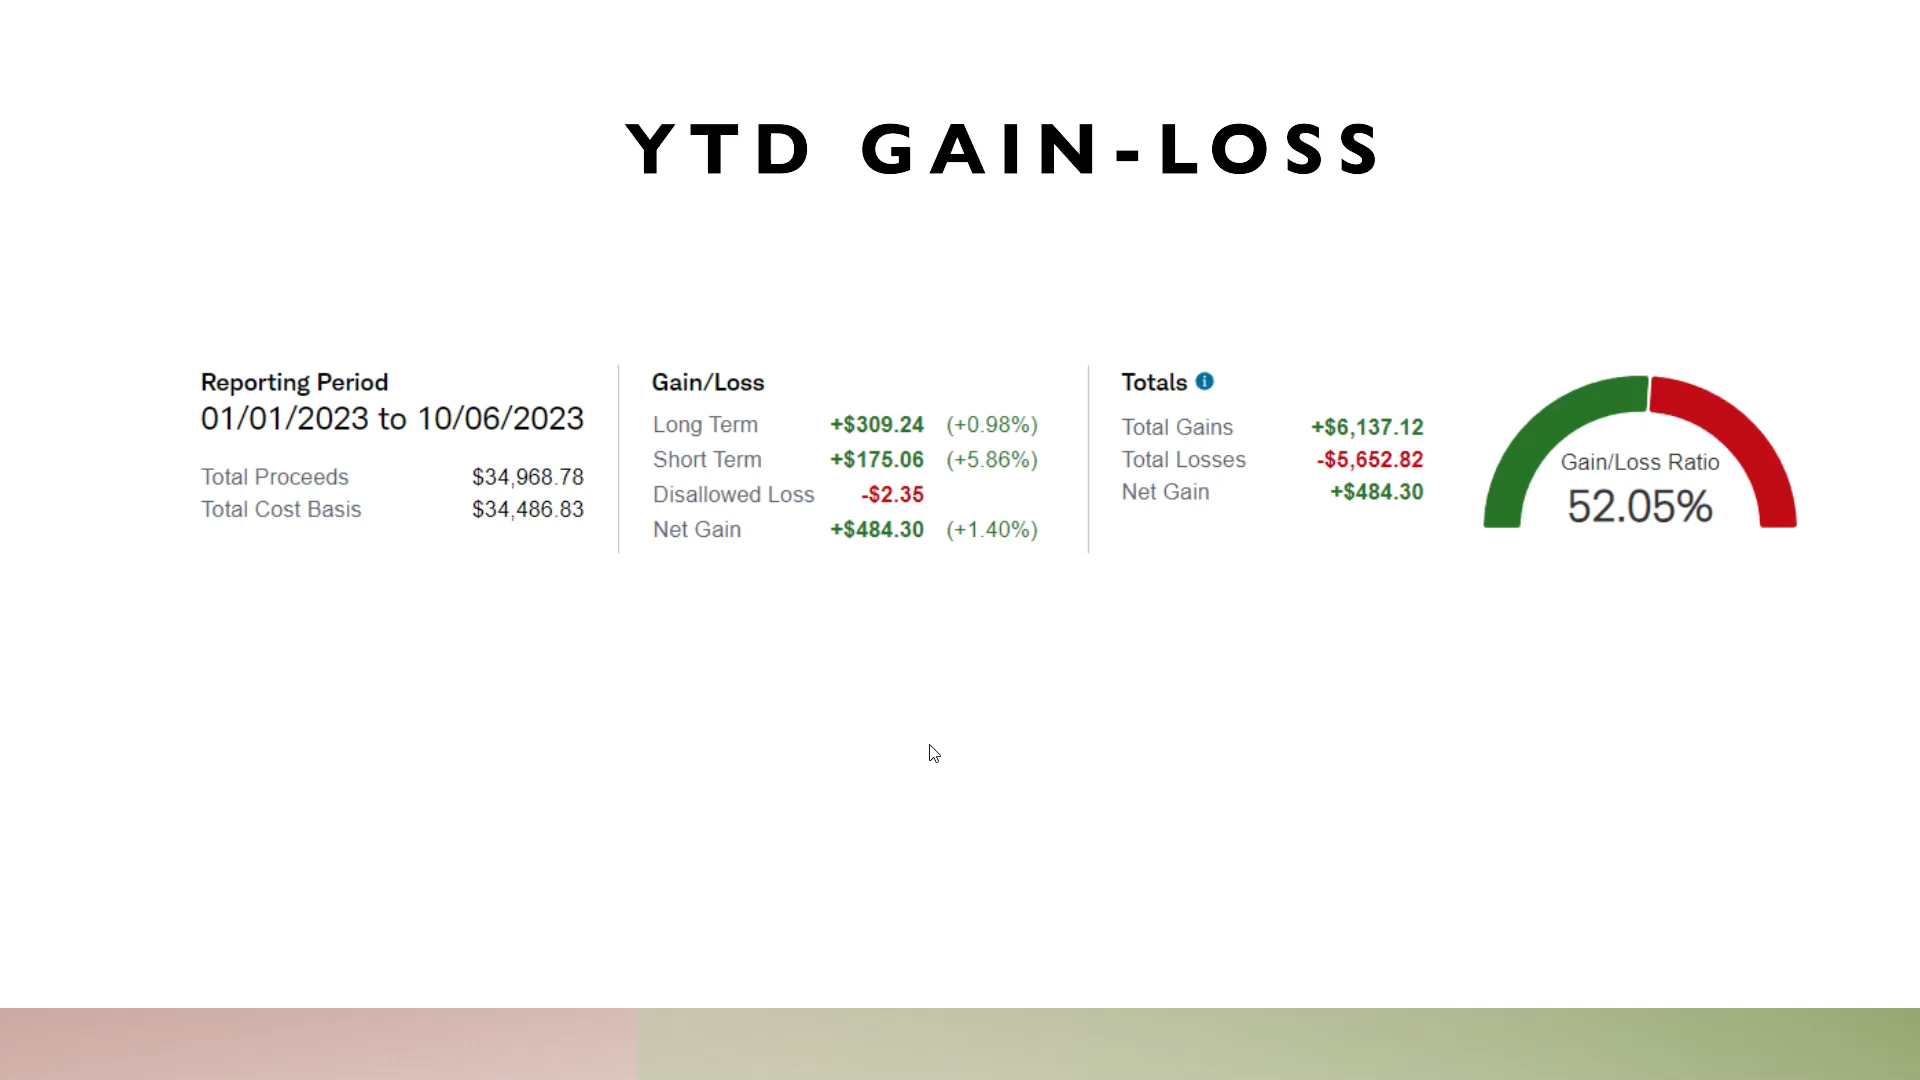 YTD GAIN-LOSS
Reporting Period
01/01/2023 to 10/06/2023
Total Proceeds $34,968.78
Total Cost Basis $34,486.83
Gain/Loss
Long Term +$309.24 (+0.98%)
Short Term +$175.06 (+5.86%)
Disallowed Loss -$2.35
Net Gain +$484.30 (+1.40%)
Totals i
Total Gains +$6,137.12
Total Losses -$5,652.82
Net Gain +$484.30
Gain/Loss Ratio
52.05%